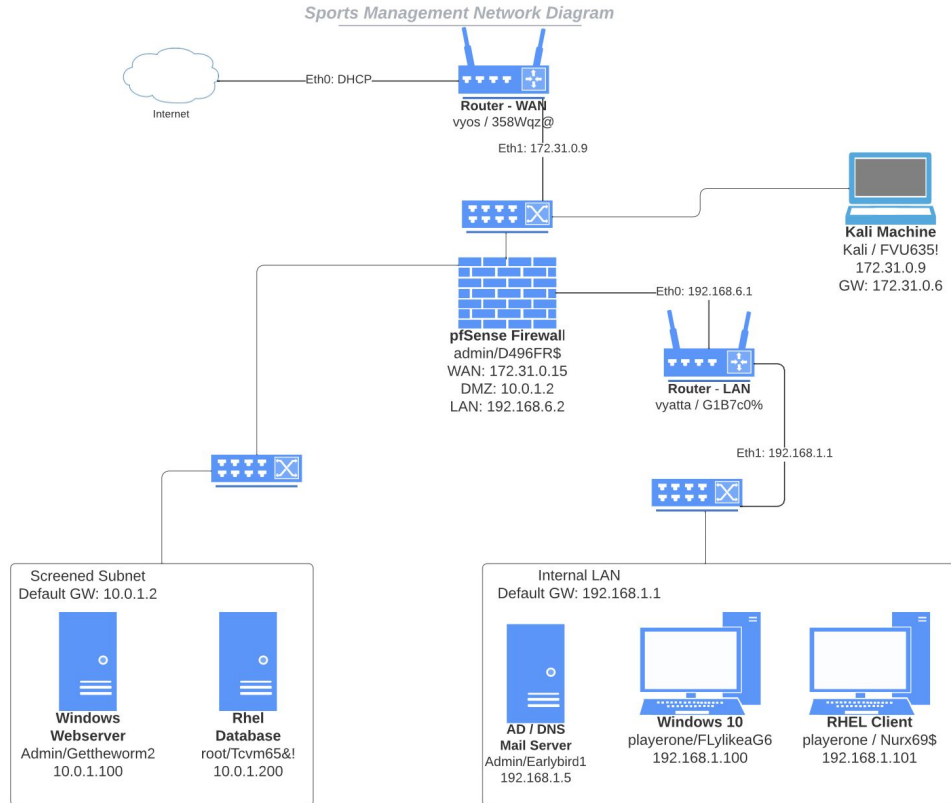 Sports Management Network Diagram
Internet
Eth0: DHCP
Router - WAN
vyos / 358Wqz@
Eth1: 172.31.0.9
Kali Machine
Kali / FVU635!
172.31.0.9
GW: 172.31.0.6
pfSense Firewall
admin/D496FR$
WAN: 172.31.0.15
DMZ: 10.0.1.2
LAN: 192.168.6.2
Eth0: 192.168.6.1
Router - LAN
vyatta / G1B7c0%
Eth1: 192.168.1.1
Screened Subnet
Default GW: 10.0.1.2
Windows
Webserver
Admin/Gettheworm2
10.0.1.100
Rhel
Database
root/Tcvm65&!
10.0.1.200
Internal LAN
Default GW: 192.168.1.1
AD / DNS
Mail Server
Admin/Earlybird1
192.168.1.5
Windows 10
playerone/FLylikeaG6
192.168.1.100
RHEL Client
playerone / Nurx69$
192.168.1.101